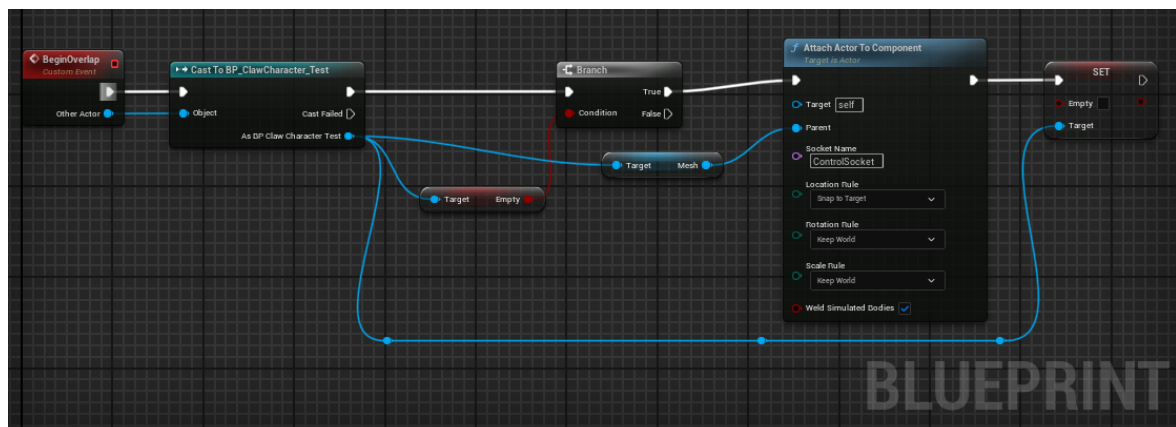 BeginOverlap
Custom Event
Other Actor
Cast To BP_ClawCharacter_Test
Object
Cast Failed
As BP Claw Character Test
Branch
Condition
True
False
Target
Mesh
Target
Empty
Attach Actor To Component
Target is Actor
Target
self
Parent
Socket Name
ControlSocket
Location Rule
Snap to Target
Rotation Rule
Keep World
Scale Rule
Keep World
Weld Simulated Bodies
SET
Empty
Target
BLUEPRINT